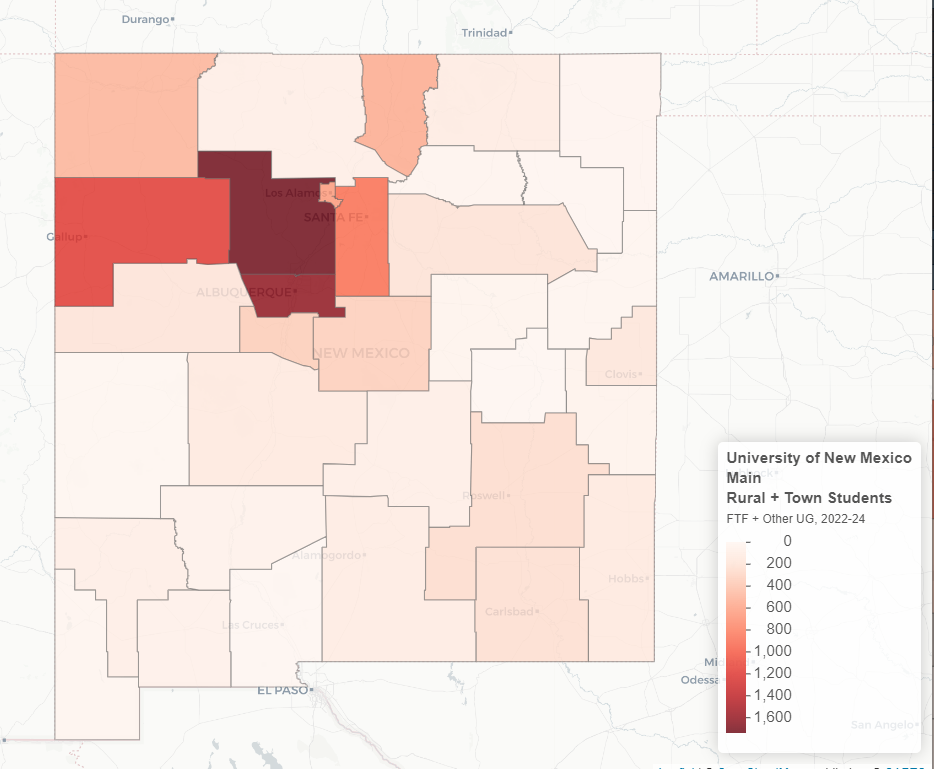 Durango
Trinidad
Los Alamos
SANTA FE
Gallup
AMARILLO
ALBUQUERQUE
NEW MEXICO
Clovis
University of New Mexico
Main
Rural + Town Students
FTF + Other UG, 2022-24
0
200
400
600
800
1,000
1,200
1,400
1,600
Roswell
Alamogordo
Hobbs
Carlsbad
Las Cruces
EL PASO
Odessa
San Angelo